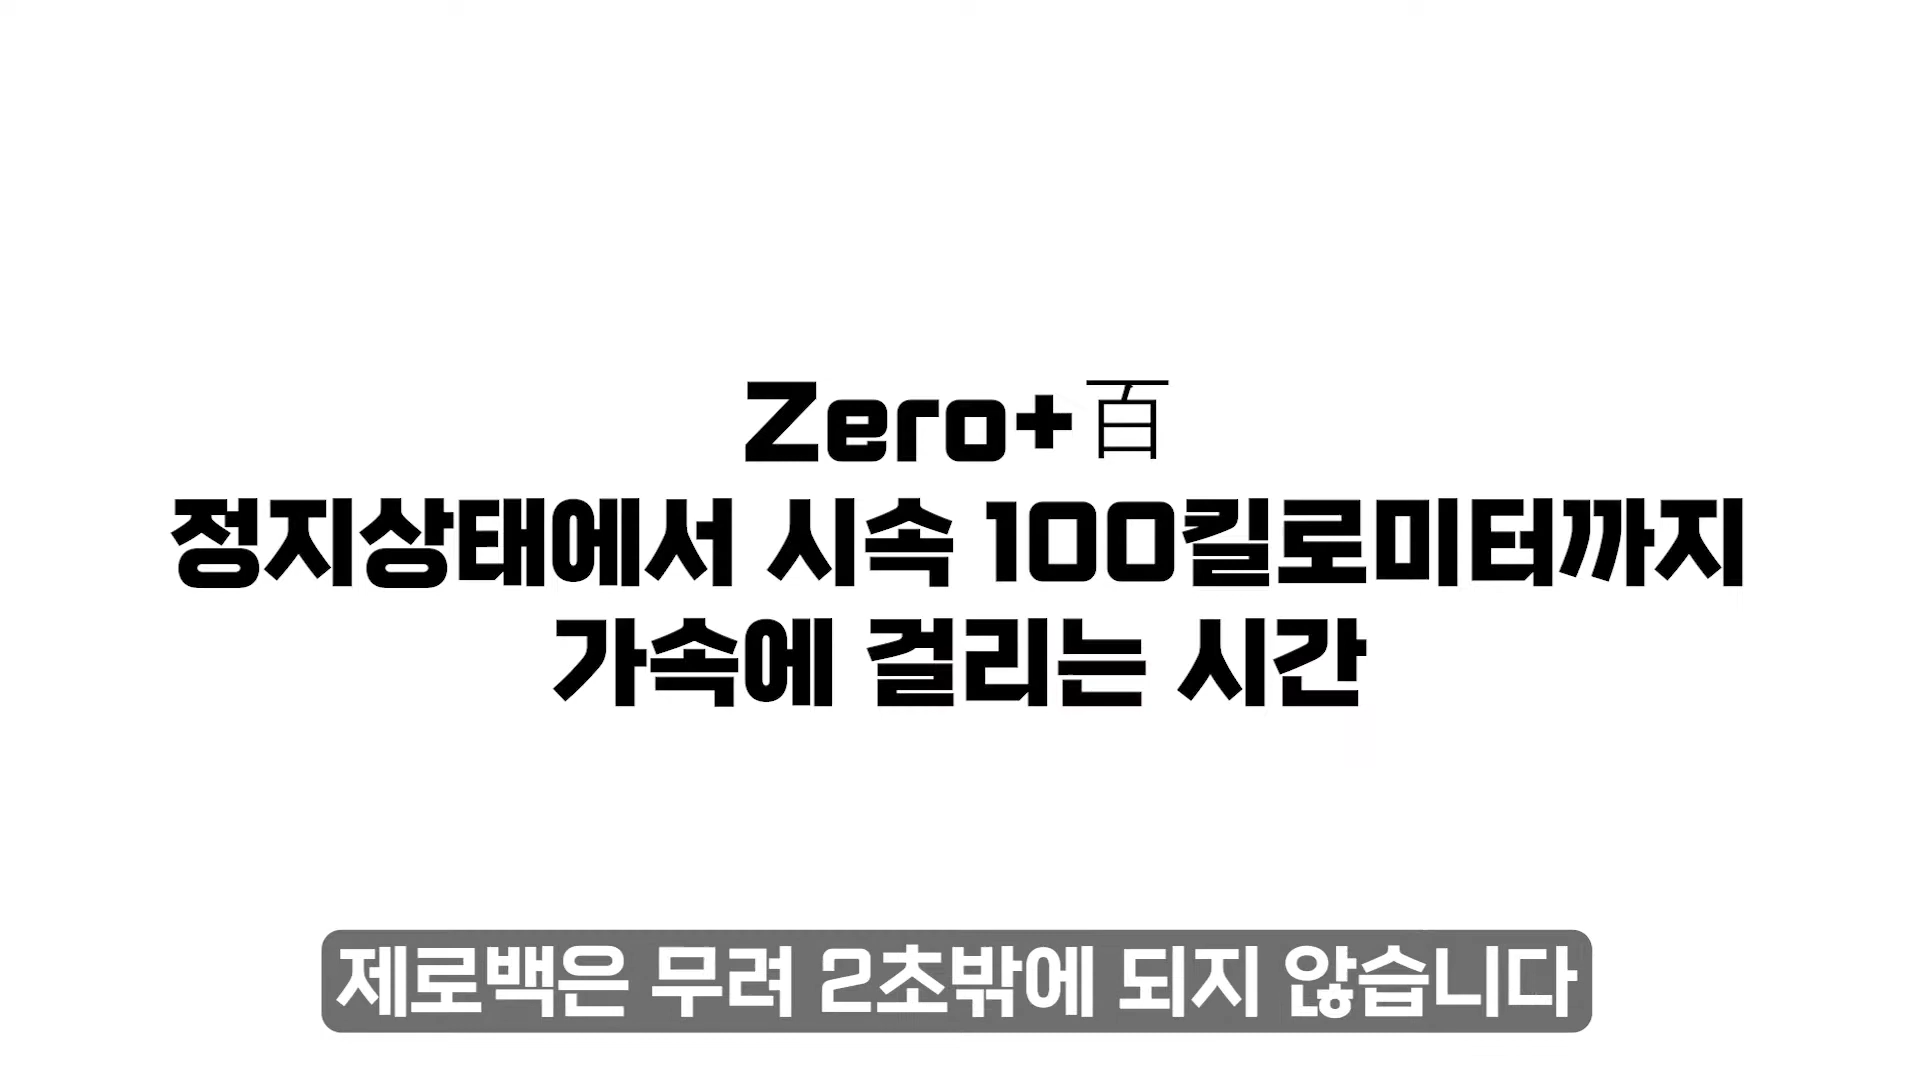 Zero+百
정지상태에서 시속 100킬로미터까지
가속에 걸리는 시간
제로백은 무려 2초밖에 되지 않습니다